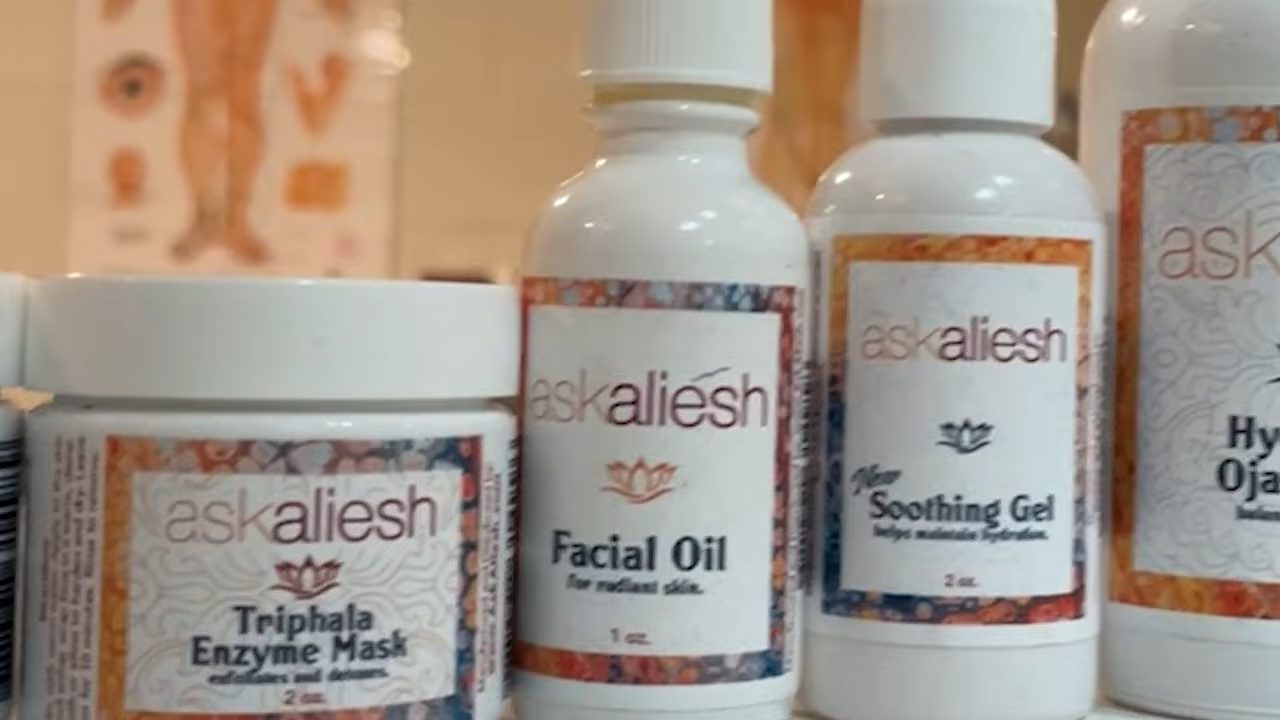 askaliesh
Triphala
Enzyme Mask
exfoliates and detoxes.
2 oz.
askaliesh
Facial Oil
For radiant skin.
1 oz.
askaliesh
New
Soothing Gel
helps maintain hydration.
2 oz.
ask
Hy
Oja